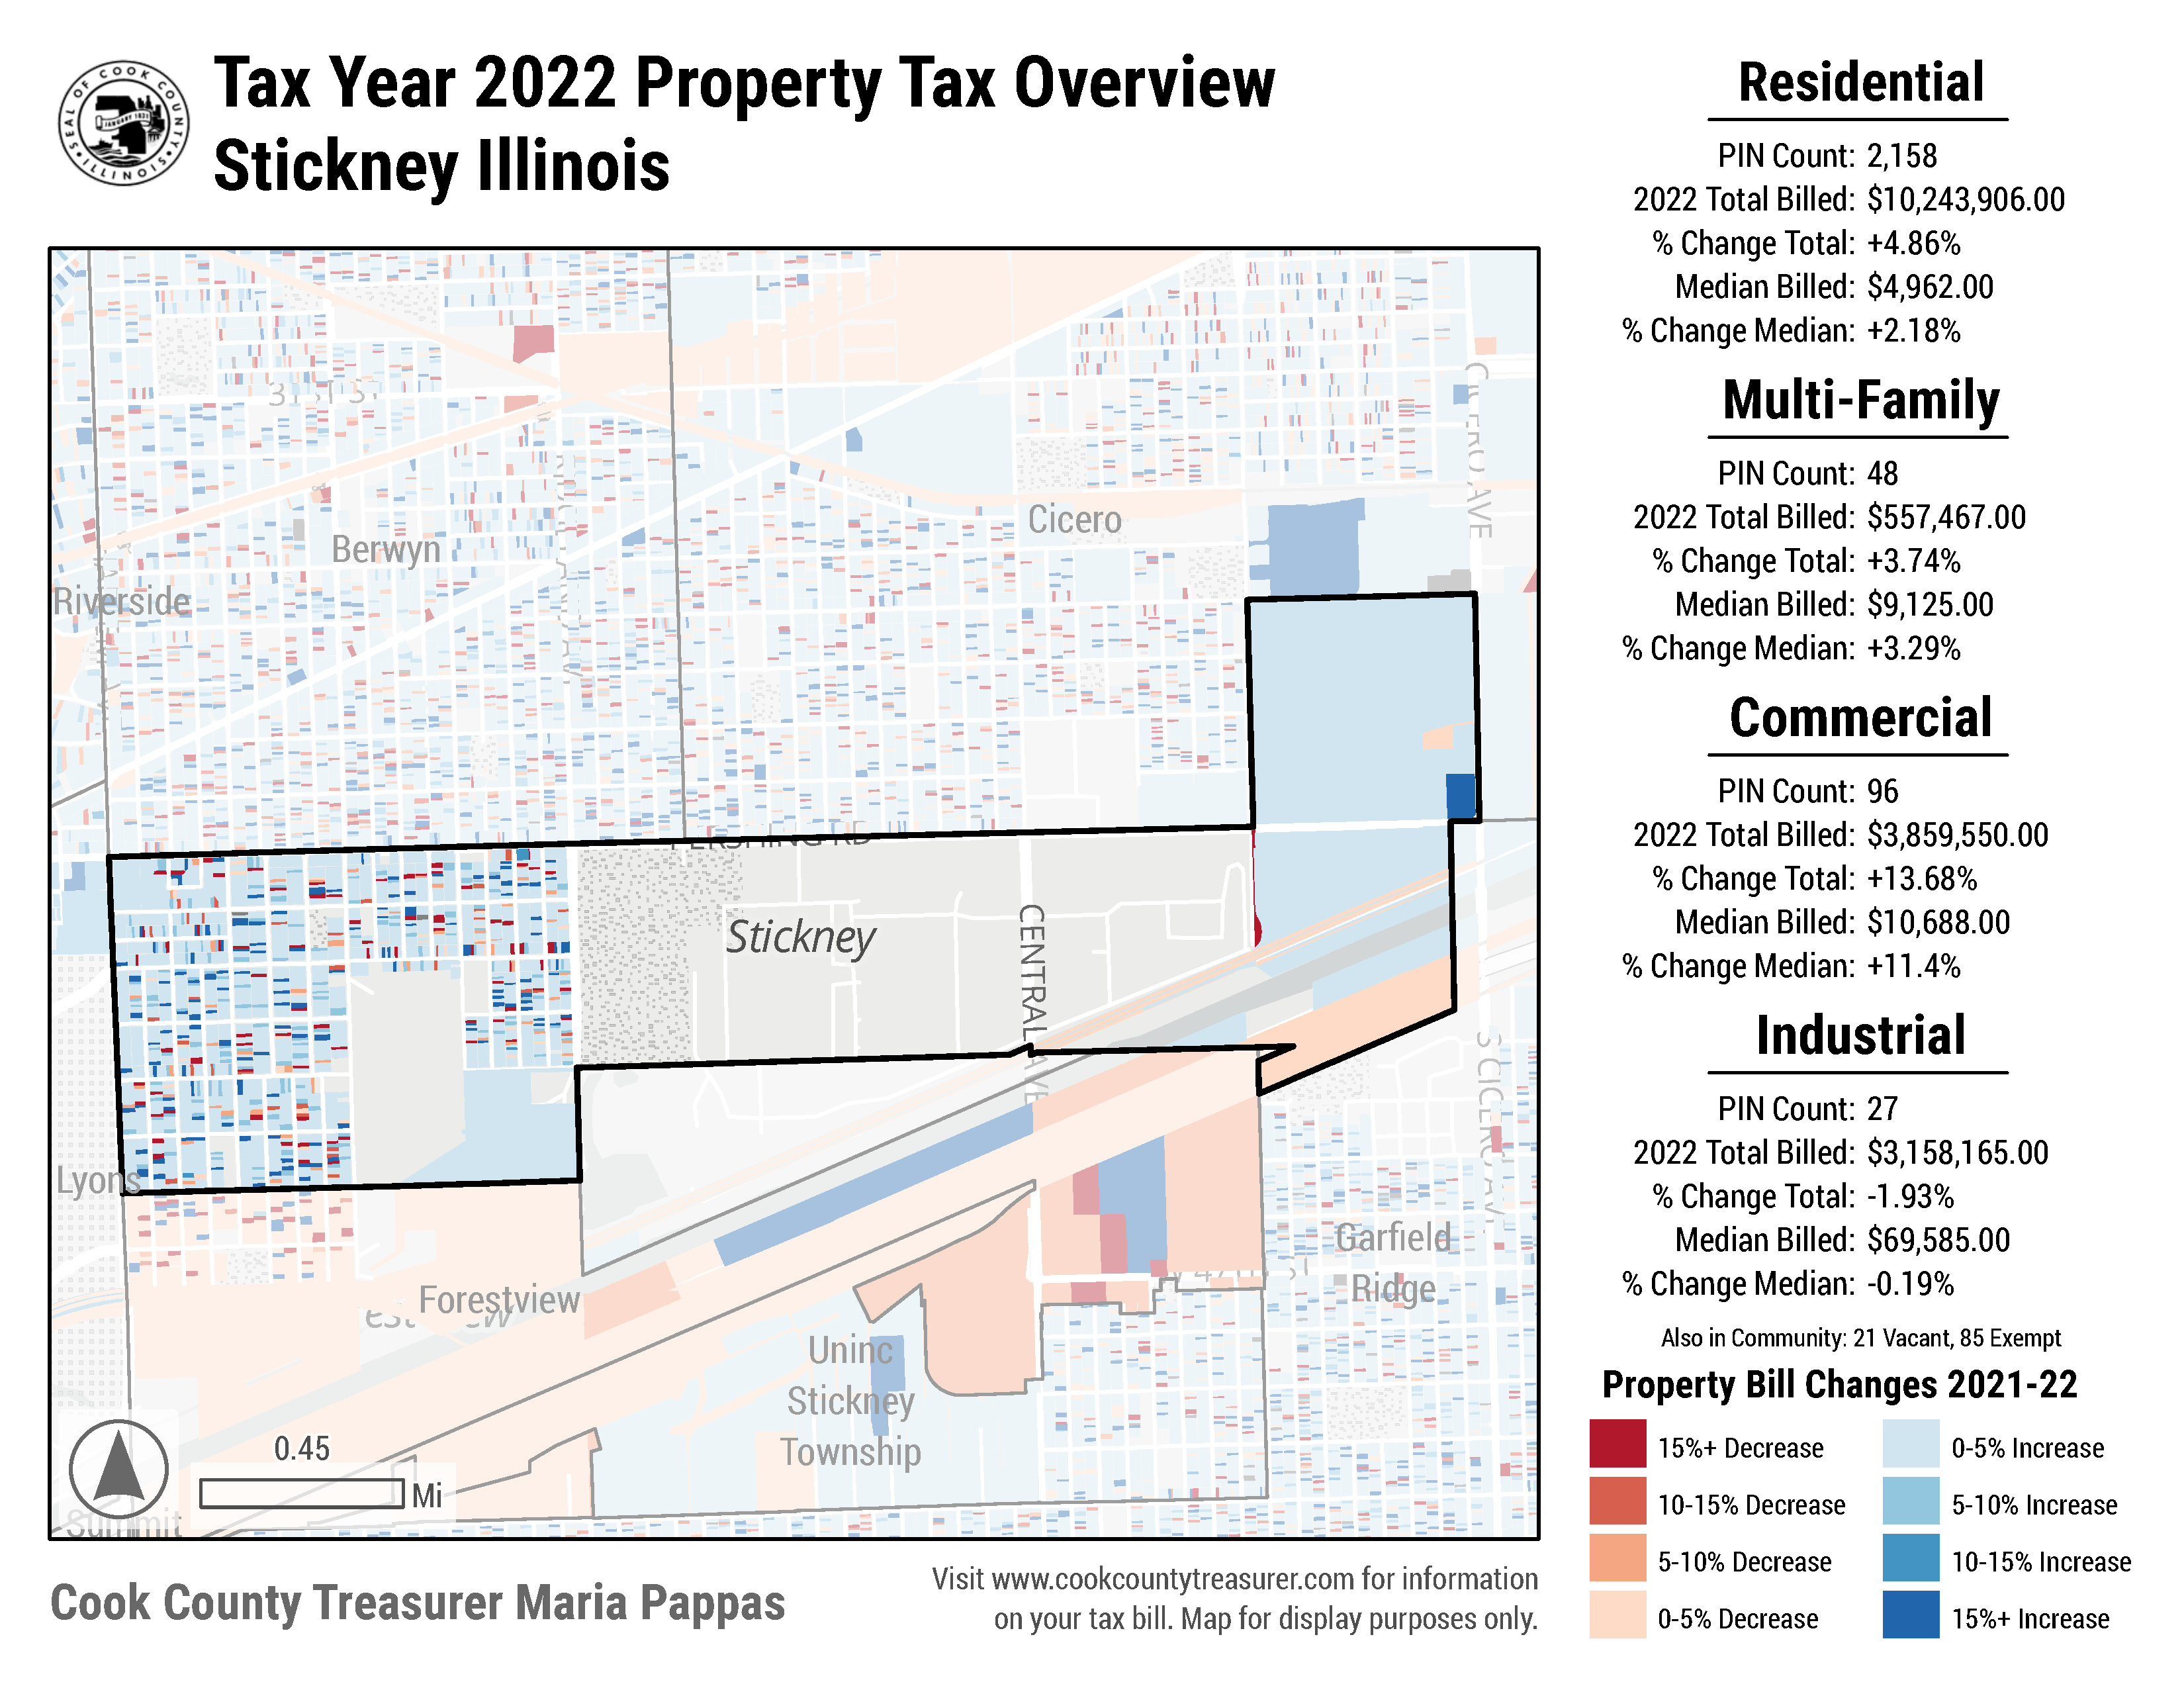 SEAL OF COOK COUNTY
ILLINOIS
JANUARY 1831
Tax Year 2022 Property Tax Overview
Stickney Illinois
Residential
PIN Count: 2,158
2022 Total Billed: $10,243,906.00
% Change Total: +4.86%
Median Billed: $4,962.00
% Change Median: +2.18%
Multi-Family
PIN Count: 48
2022 Total Billed: $557,467.00
% Change Total: +3.74%
Median Billed: $9,125.00
% Change Median: +3.29%
Commercial
PIN Count: 96
2022 Total Billed: $3,859,550.00
% Change Total: +13.68%
Median Billed: $10,688.00
% Change Median: +11.4%
Industrial
PIN Count: 27
2022 Total Billed: $3,158,165.00
% Change Total: -1.93%
Median Billed: $69,585.00
% Change Median: -0.19%
Also in Community: 21 Vacant, 85 Exempt
Property Bill Changes 2021-22
15%+ Decrease
10-15% Decrease
5-10% Decrease
0-5% Decrease
0-5% Increase
5-10% Increase
10-15% Increase
15%+ Increase
31ST ST
CICERO AVE
Cicero
Berwyn
Riverside
PERSHING RD
Stickney
CENTRAL AVE
S CICERO AV
Lyons
Garfield
Ridge
W 47TH ST
Forestview
Uninc
Stickney
Township
0.45
Mi
Summit
Cook County Treasurer Maria Pappas
Visit www.cookcountytreasurer.com for information
on your tax bill. Map for display purposes only.